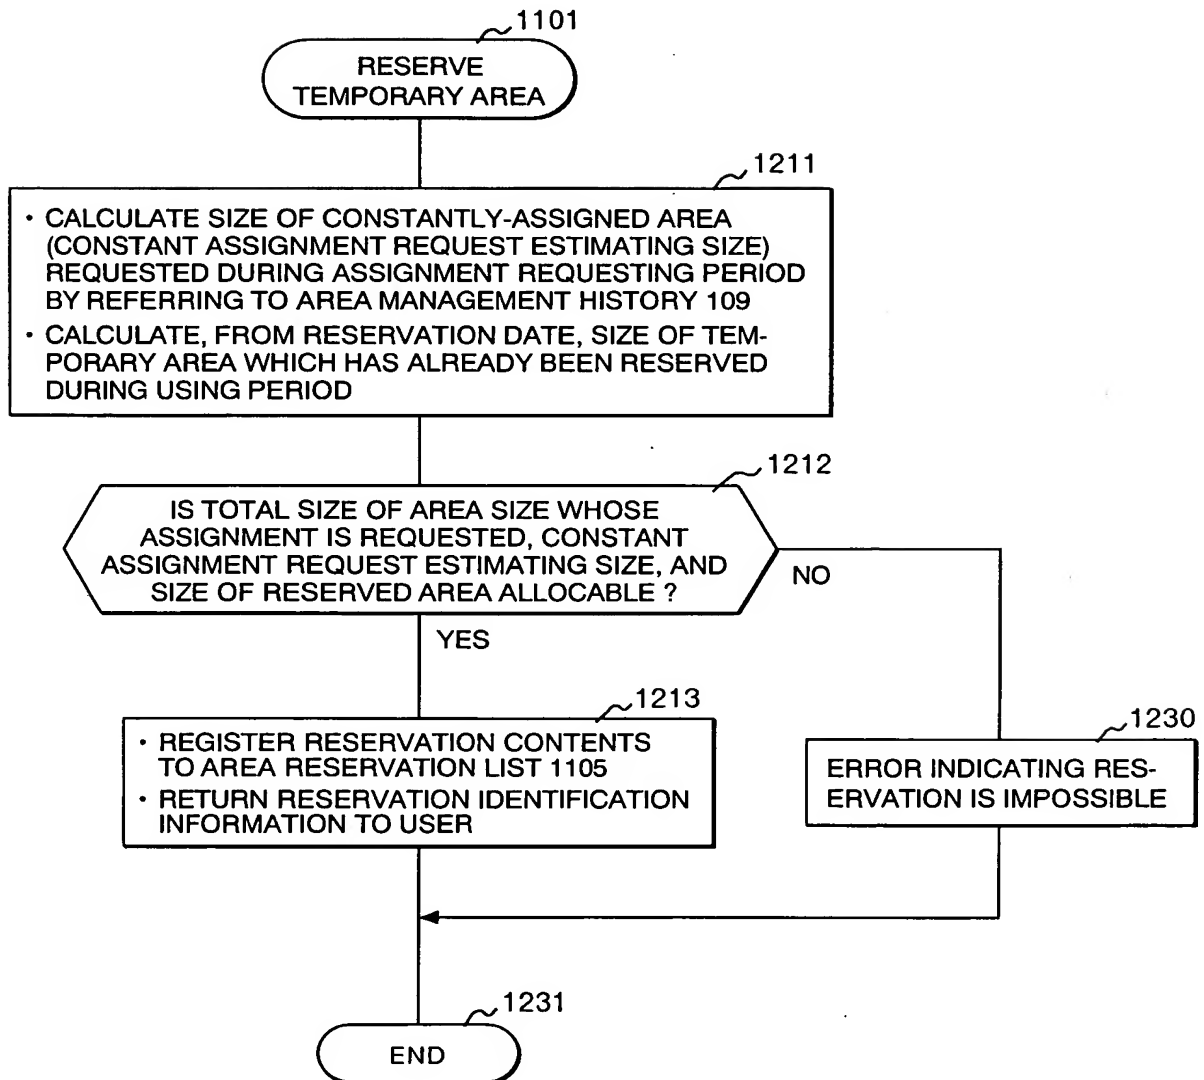 1101
RESERVE
TEMPORARY AREA
1211
• CALCULATE SIZE OF CONSTANTLY-ASSIGNED AREA
(CONSTANT ASSIGNMENT REQUEST ESTIMATING SIZE)
REQUESTED DURING ASSIGNMENT REQUESTING PERIOD
BY REFERRING TO AREA MANAGEMENT HISTORY 109
• CALCULATE, FROM RESERVATION DATE, SIZE OF TEM-
PORARY AREA WHICH HAS ALREADY BEEN RESERVED
DURING USING PERIOD
1212
IS TOTAL SIZE OF AREA SIZE WHOSE
ASSIGNMENT IS REQUESTED, CONSTANT
ASSIGNMENT REQUEST ESTIMATING SIZE, AND
SIZE OF RESERVED AREA ALLOCABLE ?
NO
YES
1213
• REGISTER RESERVATION CONTENTS
TO AREA RESERVATION LIST 1105
• RETURN RESERVATION IDENTIFICATION
INFORMATION TO USER
1230
ERROR INDICATING RES-
ERVATION IS IMPOSSIBLE
1231
END